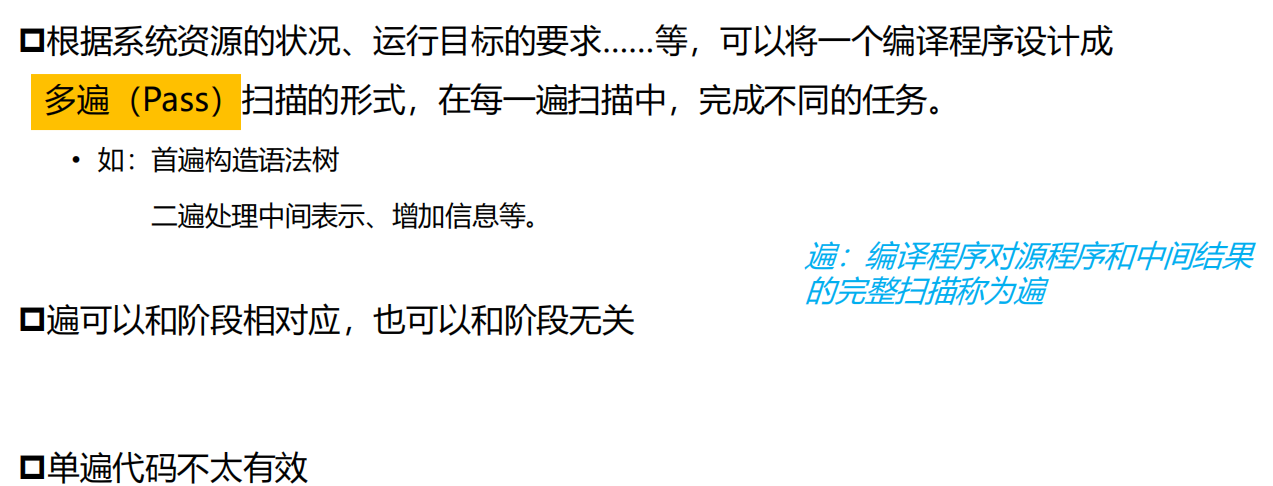 根据系统资源的状况、运行目标的要求……等，可以将一个编译程序设计成
多遍（Pass）扫描的形式，在每一遍扫描中，完成不同的任务。
• 如：首遍构造语法树
二遍处理中间表示、增加信息等。
遍：编译程序对源程序和中间结果
的完整扫描称为遍
遍可以和阶段相对应，也可以和阶段无关
单遍代码不太有效